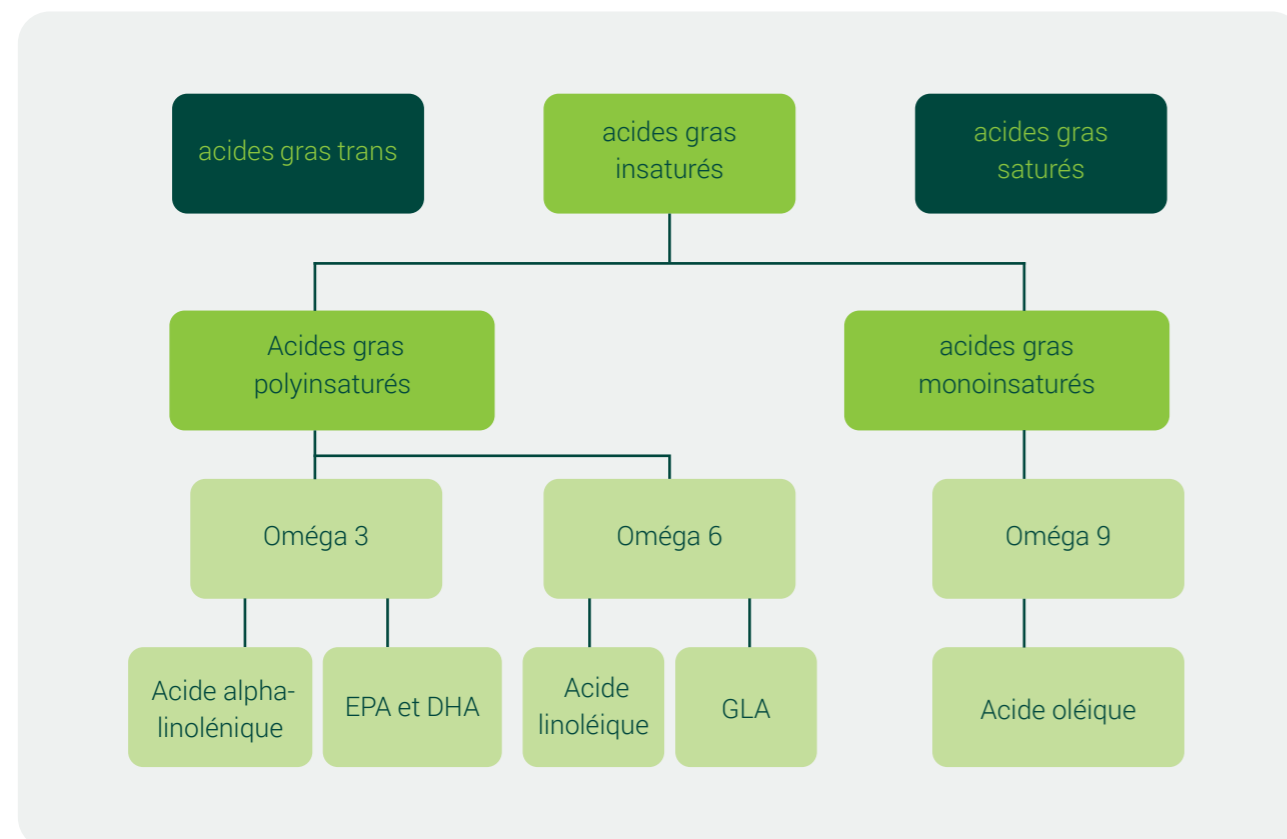 acides gras trans
acides gras
insaturés
acides gras
saturés
Acides gras
polyinsaturés
acides gras
monoinsaturés
Oméga 3
Oméga 6
Oméga 9
Acide alpha-
linolénique
EPA et DHA
Acide
linoléique
GLA
Acide oléique